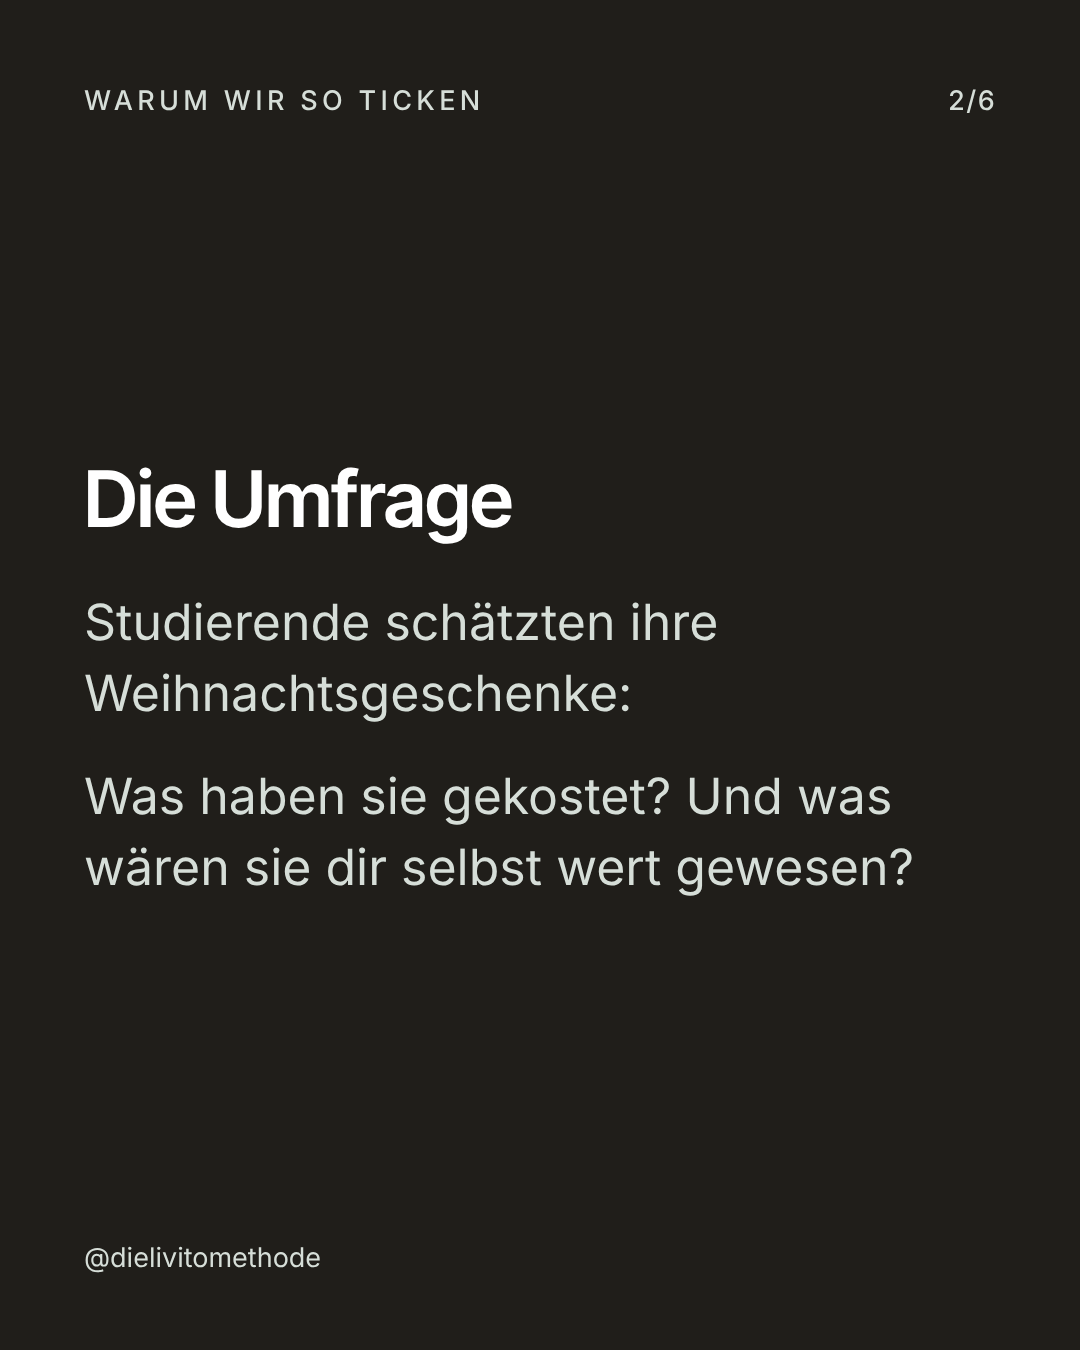 WARUM WIR SO TICKEN
2/6
Die Umfrage
Studierende schätzten ihre
Weihnachtsgeschenke:
Was haben sie gekostet? Und was
wären sie dir selbst wert gewesen?
@dielivitomethode